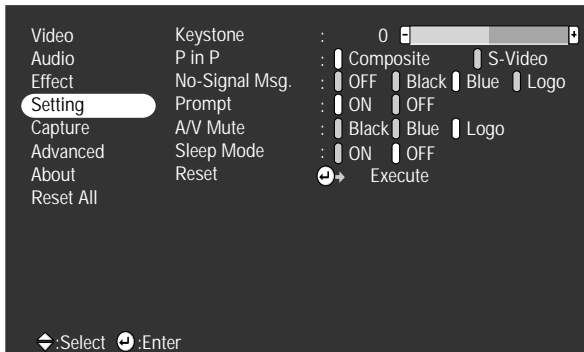 Video
Audio
Effect
Setting
Capture
Advanced
About
Reset All
Keystone : 0 - +
P in P : Composite S-Video
No-Signal Msg. : OFF Black Blue Logo
Prompt : ON OFF
A/V Mute : Black Blue Logo
Sleep Mode : ON OFF
Reset Execute
:Select :Enter